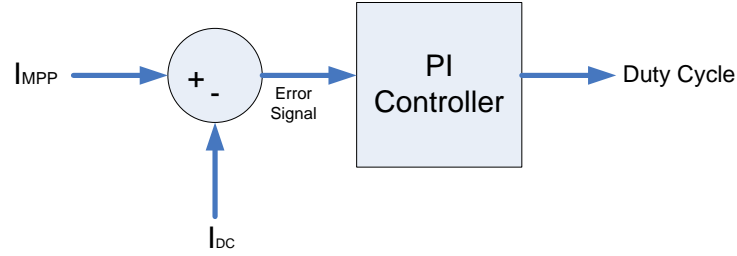 IMPP
+
-
Error
Signal
PI
Controller
Duty Cycle
IDC